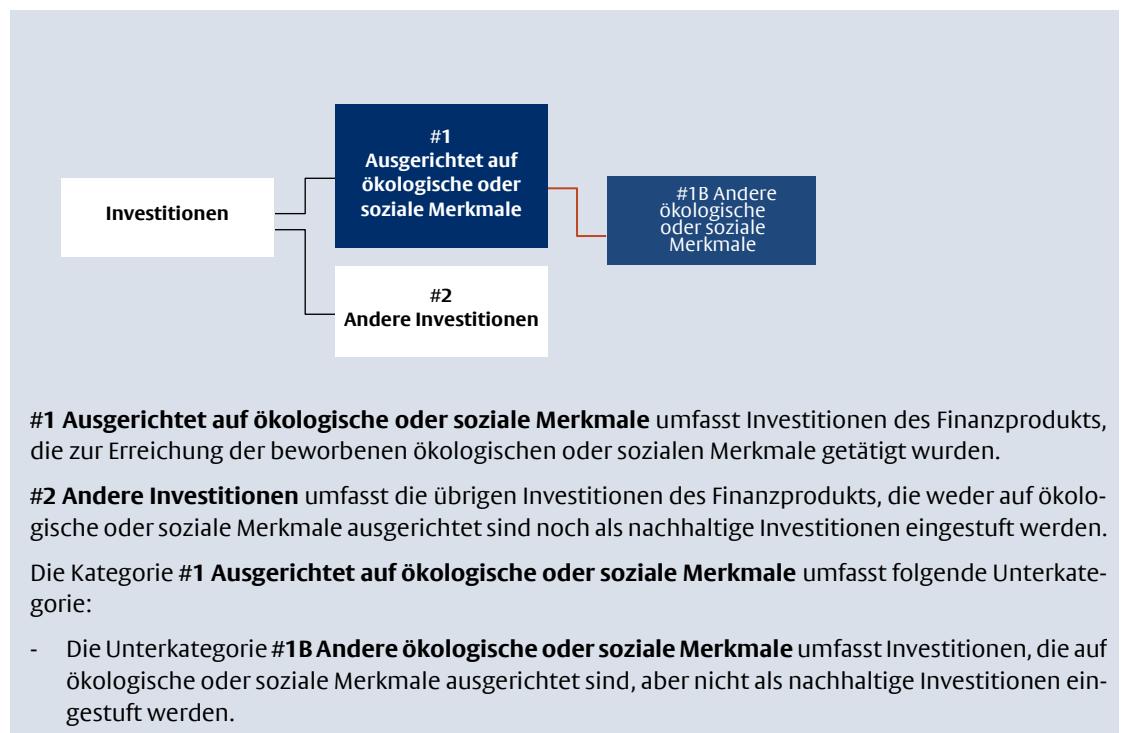 #1
Ausgerichtet auf
ökologische oder
soziale Merkmale
Investitionen
#1B Andere
ökologische
oder soziale
Merkmale
#2
Andere Investitionen
#1 Ausgerichtet auf ökologische oder soziale Merkmale umfasst Investitionen des Finanzprodukts,
die zur Erreichung der beworbenen ökologischen oder sozialen Merkmale getätigt wurden.
#2 Andere Investitionen umfasst die übrigen Investitionen des Finanzprodukts, die weder auf ökolo-
gische oder soziale Merkmale ausgerichtet sind noch als nachhaltige Investitionen eingestuft werden.
Die Kategorie #1 Ausgerichtet auf ökologische oder soziale Merkmale umfasst folgende Unterkate-
gorie:
- Die Unterkategorie #1B Andere ökologische oder soziale Merkmale umfasst Investitionen, die auf
ökologische oder soziale Merkmale ausgerichtet sind, aber nicht als nachhaltige Investitionen ein-
gestuft werden.